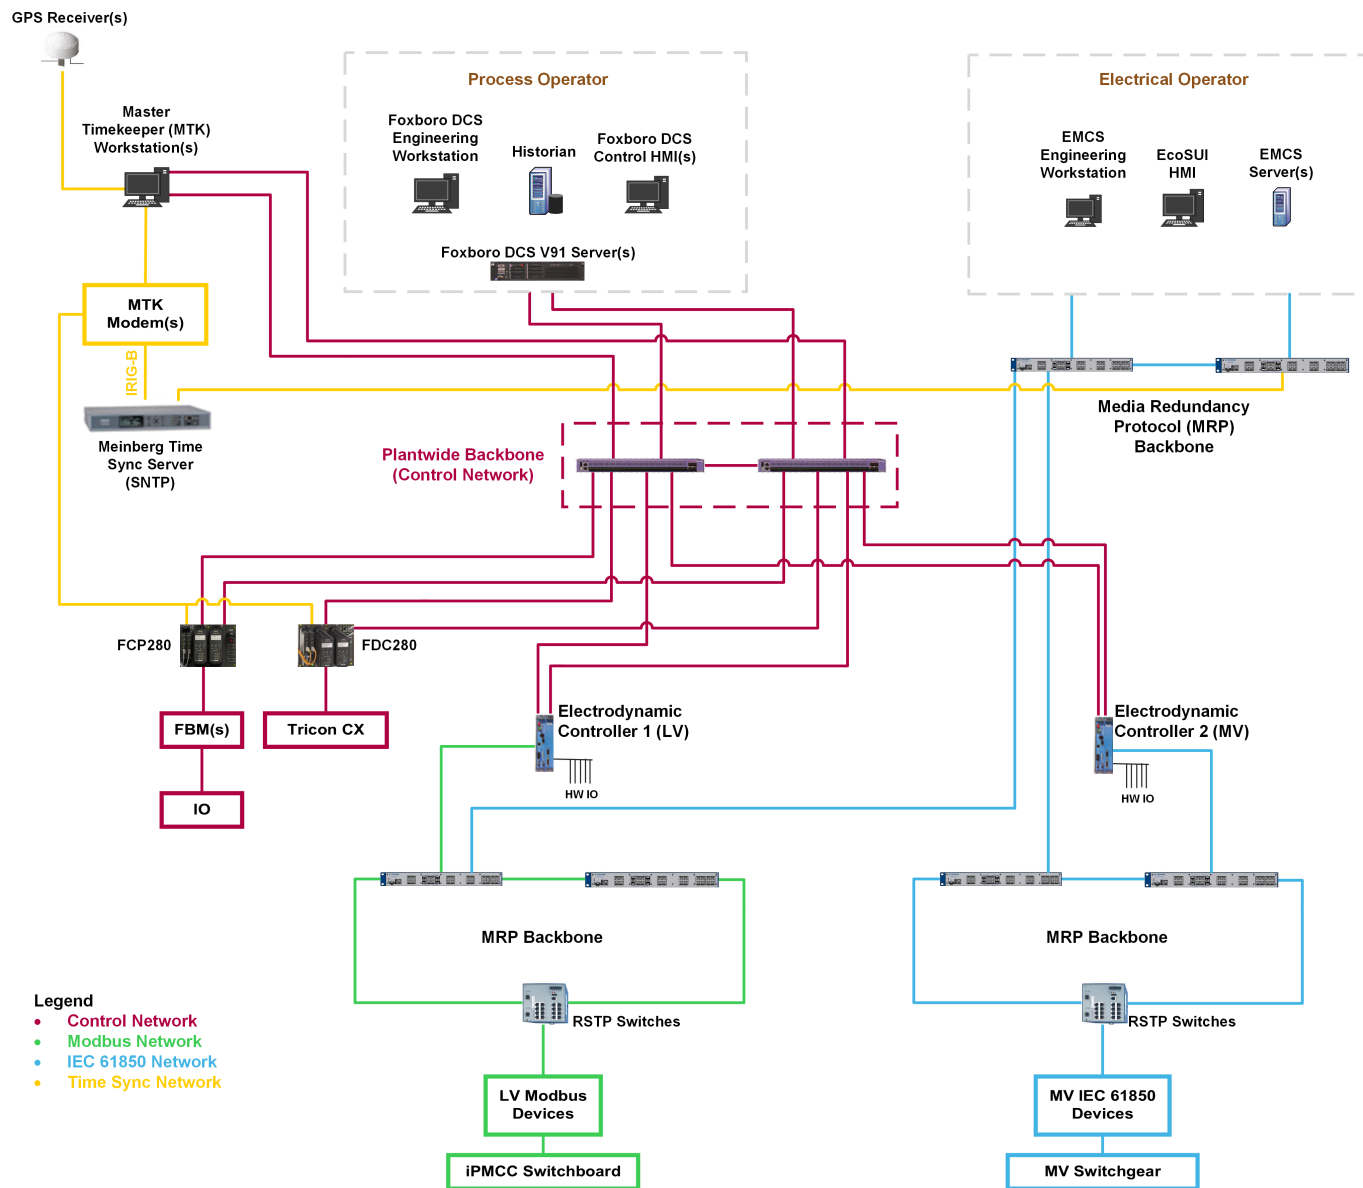 GPS Receiver(s)
Master
Timekeeper (MTK)
Workstation(s)
Process Operator
Foxboro DCS
Engineering
Workstation
Historian
Foxboro DCS
Control HMI(s)
Foxboro DCS V91 Server(s)
Electrical Operator
EMCS
Engineering
Workstation
EcoSUI
HMI
EMCS
Server(s)
MTK
Modem(s)
IRIG-B
Meinberg Time
Sync Server
(SNTP)
Media Redundancy
Protocol (MRP)
Backbone
Plantwide Backbone
(Control Network)
FCP280
FDC280
FBM(s)
Tricon CX
IO
Electrodynamic
Controller 1 (LV)
HW IO
Electrodynamic
Controller 2 (MV)
HW IO
MRP Backbone
MRP Backbone
RSTP Switches
RSTP Switches
Legend
• Control Network
• Modbus Network
• IEC 61850 Network
• Time Sync Network
LV Modbus
Devices
iPMCC Switchboard
MV IEC 61850
Devices
MV Switchgear